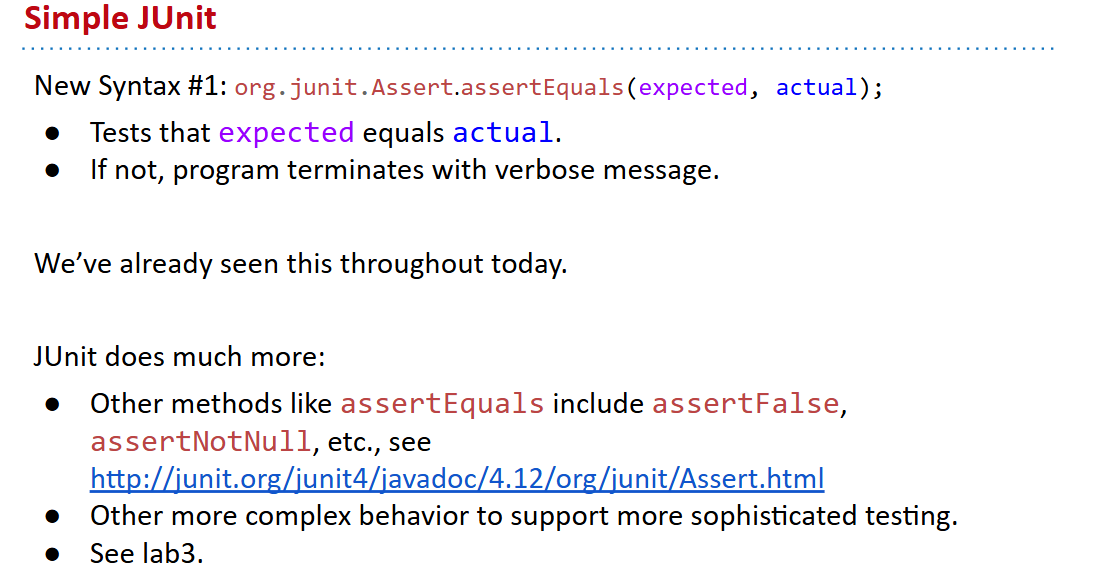 Simple JUnit
New Syntax #1: org.junit.Assert.assertEquals(expected, actual);
● Tests that expected equals actual.
● If not, program terminates with verbose message.
We’ve already seen this throughout today.
JUnit does much more:
● Other methods like assertEquals include assertFalse,
assertNotNull, etc., see
http://junit.org/junit4/javadoc/4.12/org/junit/Assert.html
● Other more complex behavior to support more sophisticated testing.
● See lab3.